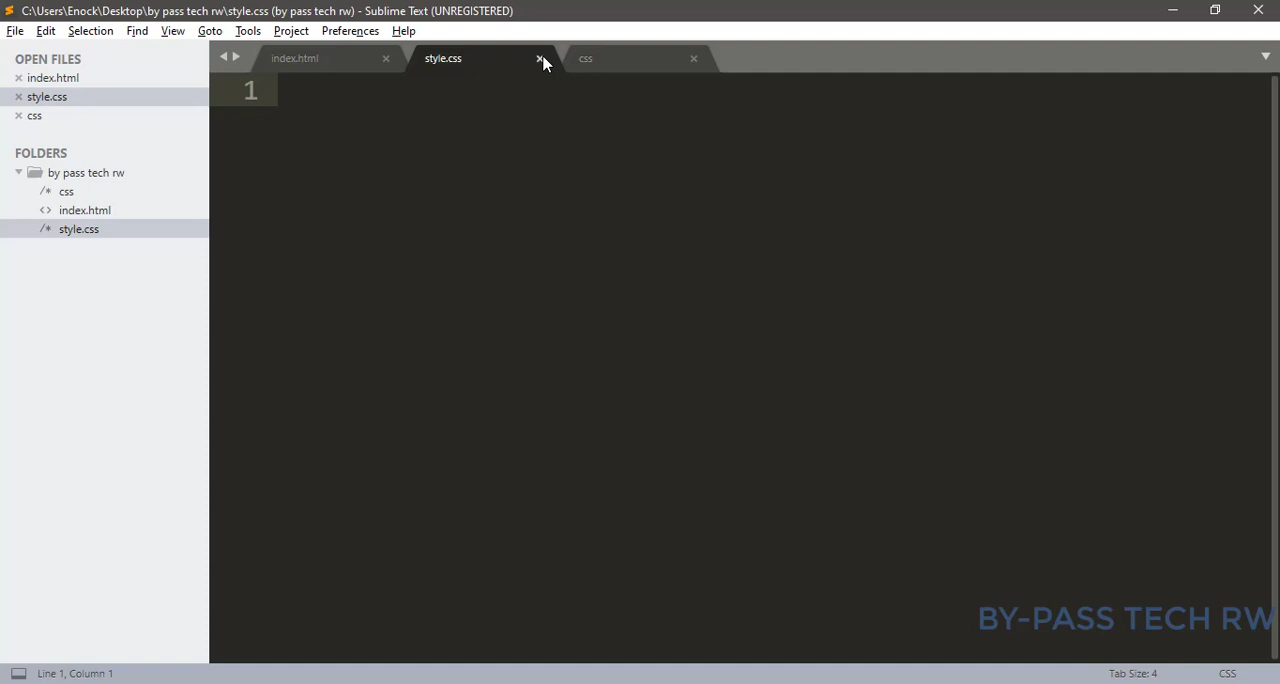 C:\Users\Enock\Desktop\by pass tech rw\style.css (by pass tech rw) - Sublime Text (UNREGISTERED)
File Edit Selection Find View Goto Tools Project Preferences Help
OPEN FILES
index.html
style.css
css
FOLDERS
by pass tech rw
/* css
<> index.html
/* style.css
index.html style.css css
1
BY-PASS TECH RW
Line 1, Column 1 Tab Size: 4 CSS